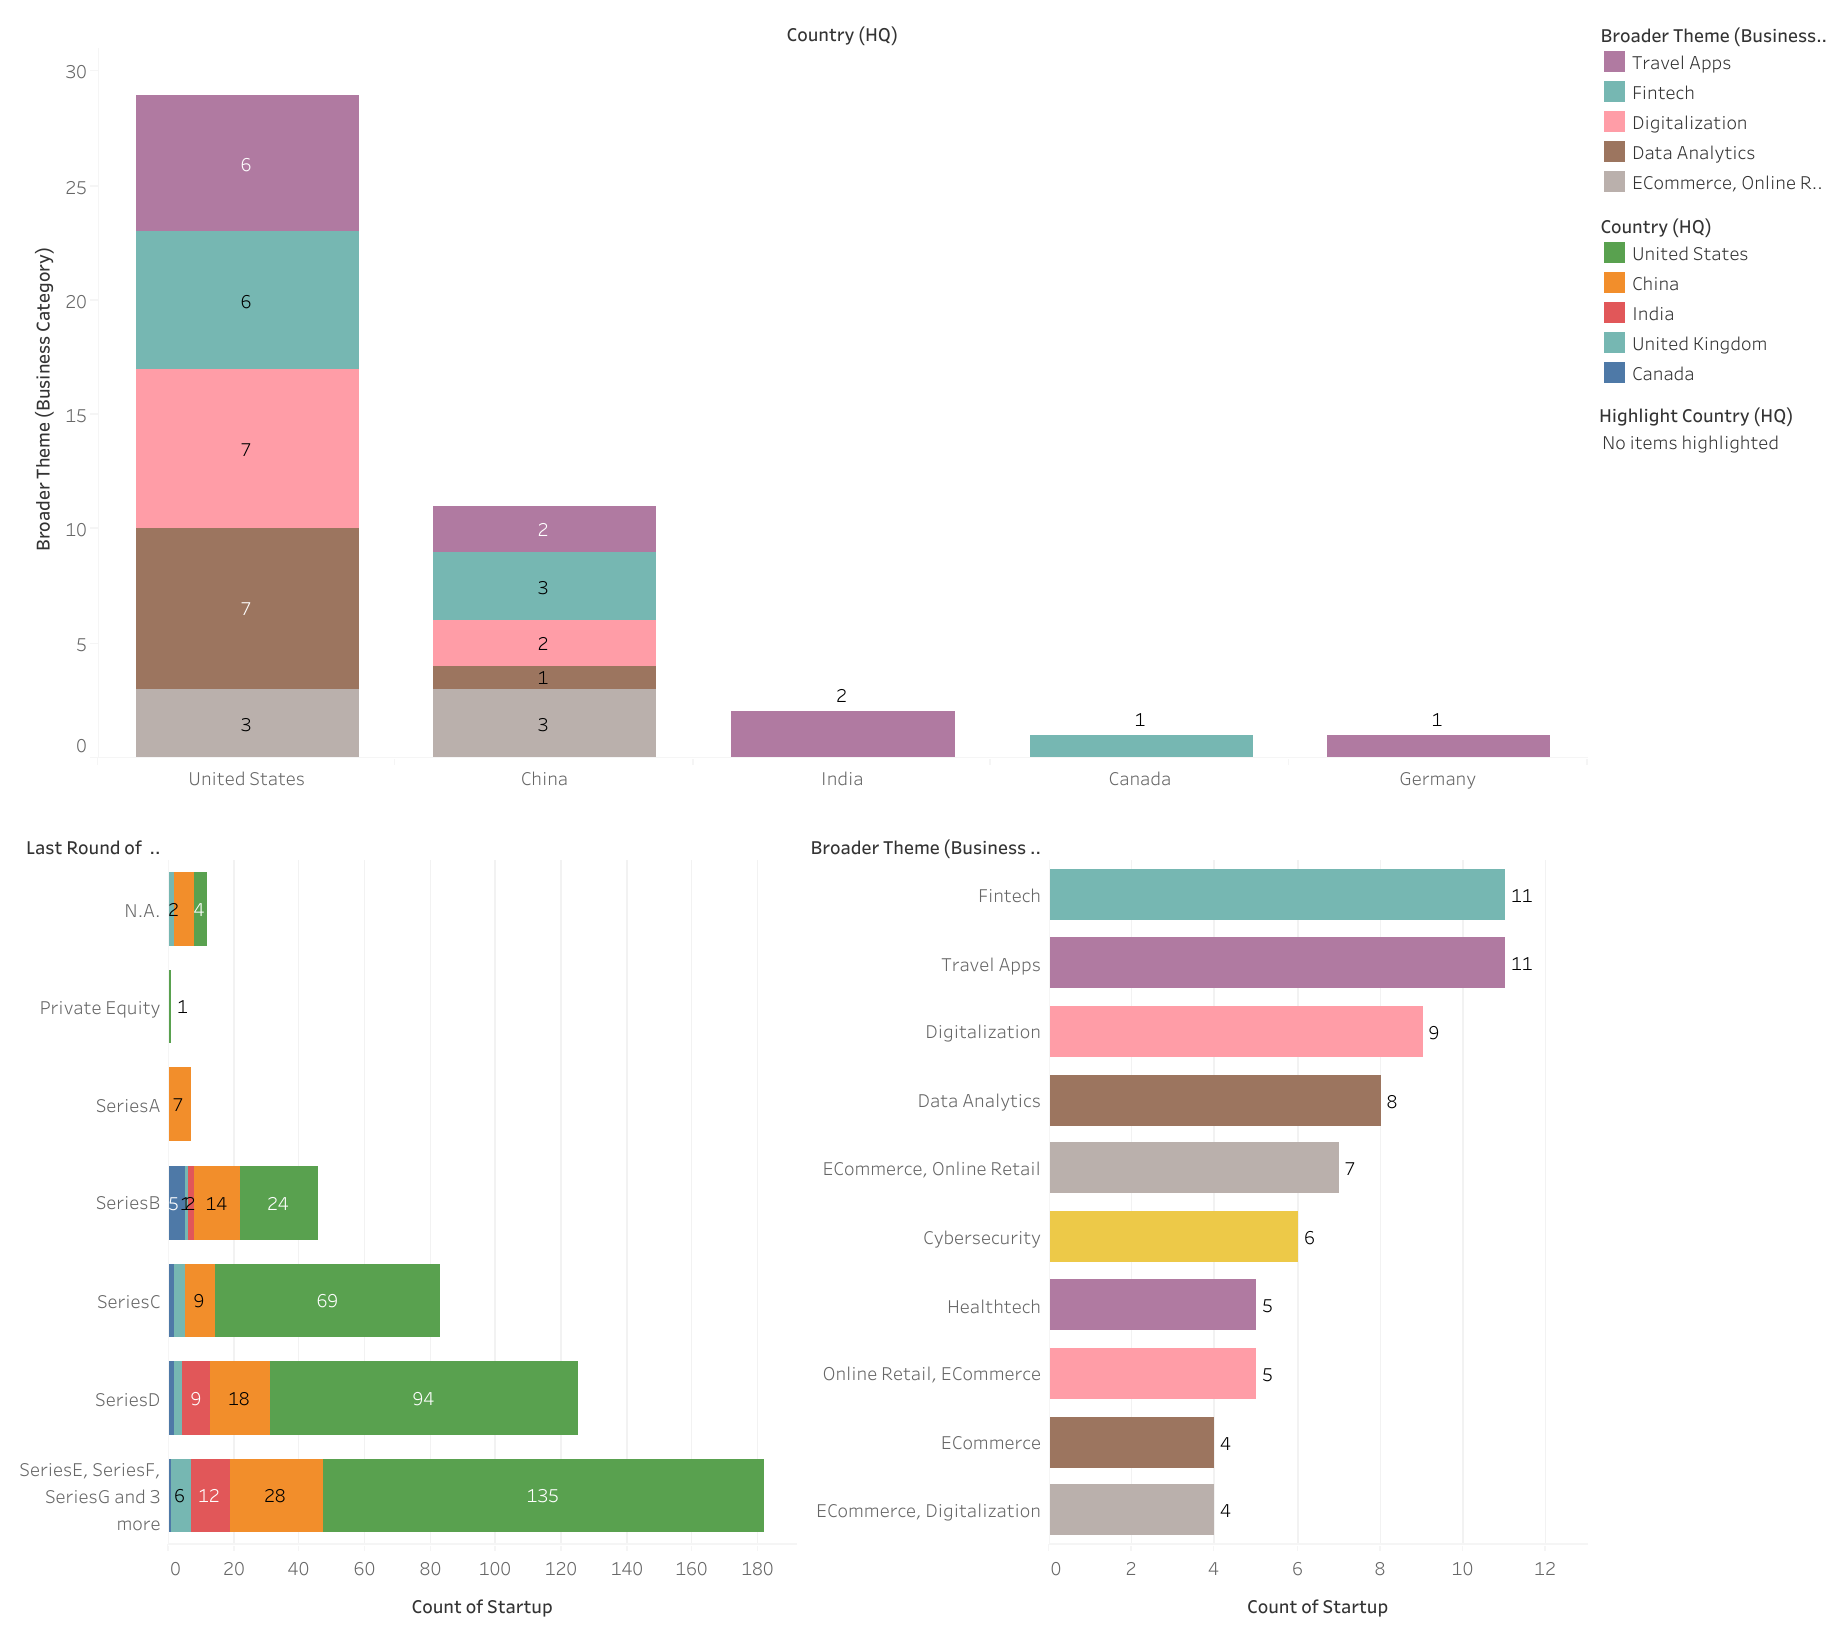 Country (HQ)
Broader Theme (Business Category)
30
25
20
15
10
5
0
6
6
7
7
3
2
3
2
1
3
2
1
1
United States
China
India
Canada
Germany
Broader Theme (Business..
Travel Apps
Fintech
Digitalization
Data Analytics
ECommerce, Online R..
Country (HQ)
United States
China
India
United Kingdom
Canada
Highlight Country (HQ)
No items highlighted
Last Round of ..
N.A.
2
4
Private Equity
1
SeriesA
7
SeriesB
5
1
2
14
24
SeriesC
9
69
SeriesD
9
18
94
SeriesE, SeriesF,
SeriesG and 3
more
6
12
28
135
0
20
40
60
80
100
120
140
160
180
Count of Startup
Broader Theme (Business ..
Fintech
11
Travel Apps
11
Digitalization
9
Data Analytics
8
ECommerce, Online Retail
7
Cybersecurity
6
Healthtech
5
Online Retail, ECommerce
5
ECommerce
4
ECommerce, Digitalization
4
0
2
4
6
8
10
12
Count of Startup